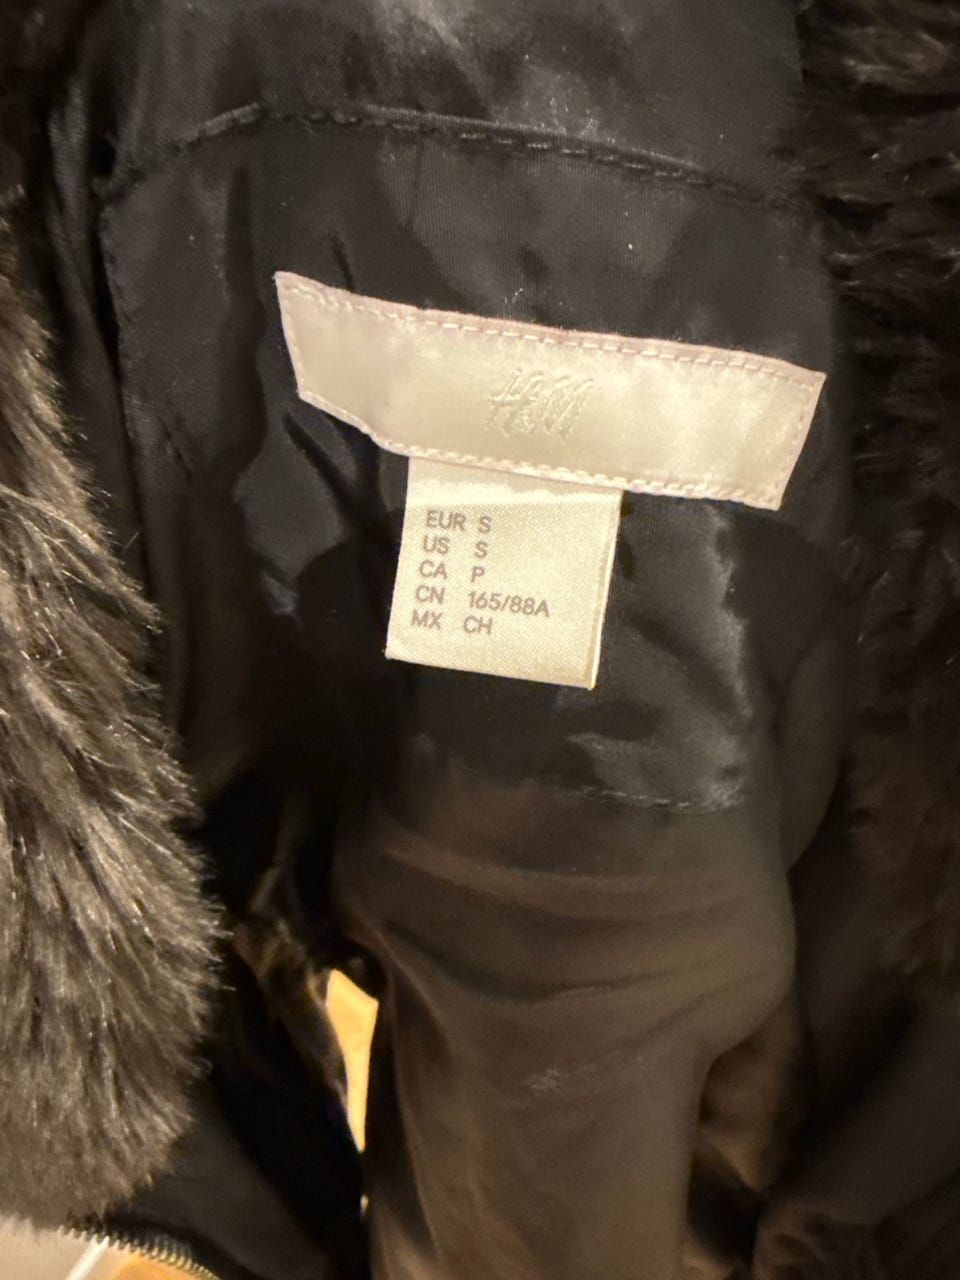 H&M
EUR S
US S
CA P
CN 165/88A
MX CH